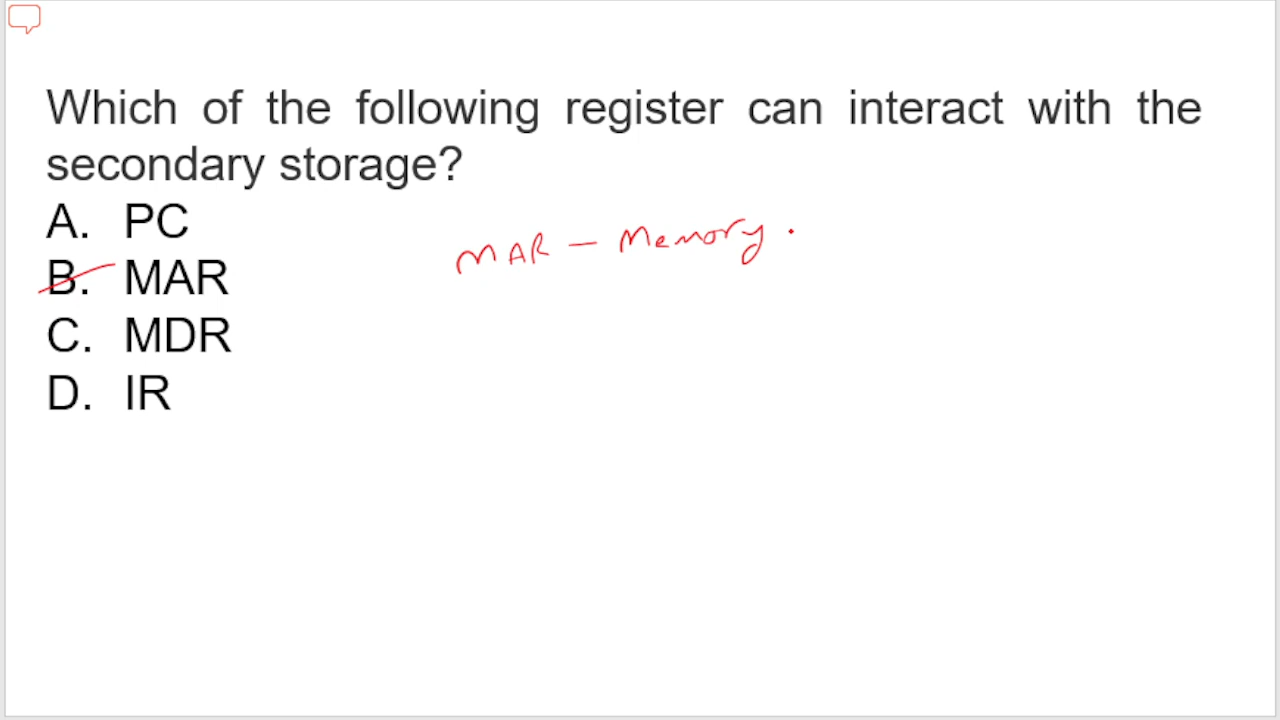 Which of the following register can interact with the
secondary storage?
A. PC
B. MAR
MAR - Memory.
C. MDR
D. IR